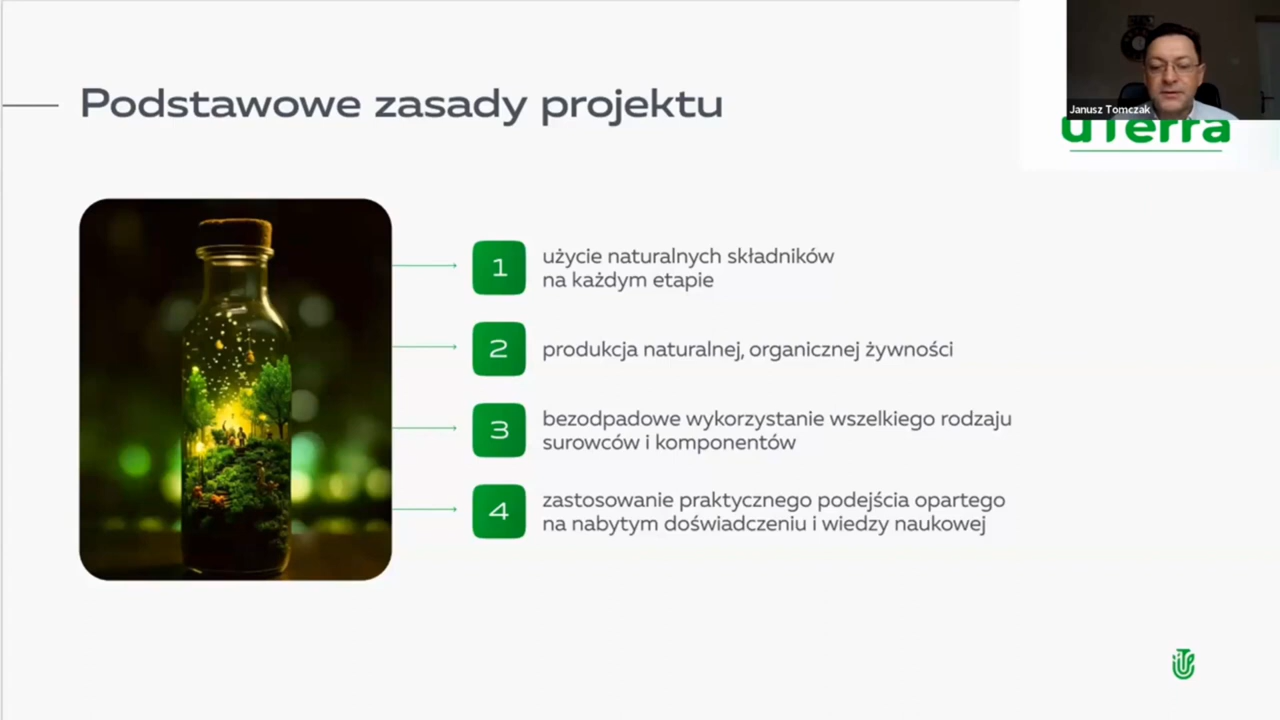 Podstawowe zasady projektu
Janusz Tomczak
uTerra
1
użycie naturalnych składników
na każdym etapie
2
produkcja naturalnej, organicznej żywności
3
bezodpadowe wykorzystanie wszelkiego rodzaju
surowców i komponentów
4
zastosowanie praktycznego podejścia opartego
na nabytym doświadczeniu i wiedzy naukowej